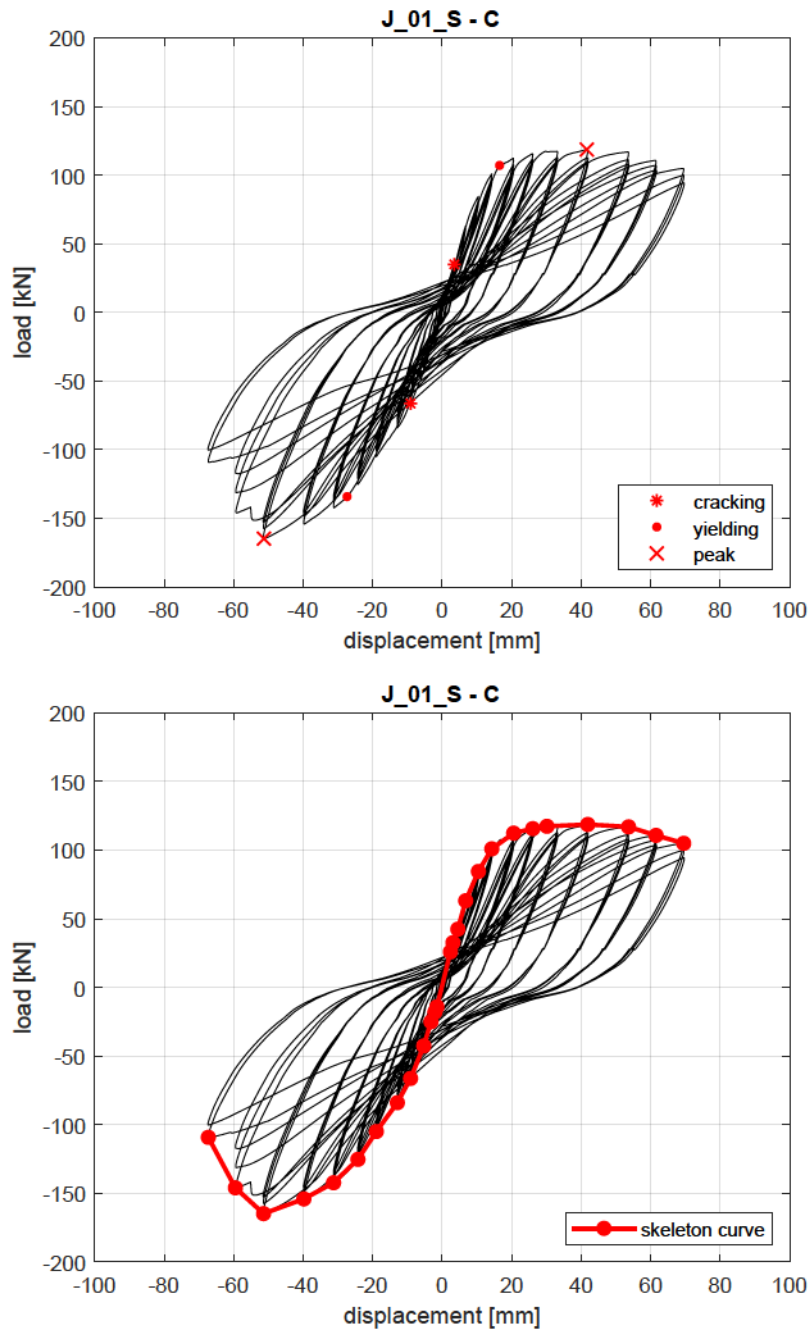 J_01_S - C
200
150
100
50
0
-50
-100
-150
-200
load [kN]
cracking
yielding
peak
-100 -80 -60 -40 -20 0 20 40 60 80 100
displacement [mm]
J_01_S - C
200
150
100
50
0
-50
-100
-150
-200
load [kN]
skeleton curve
-100 -80 -60 -40 -20 0 20 40 60 80 100
displacement [mm]